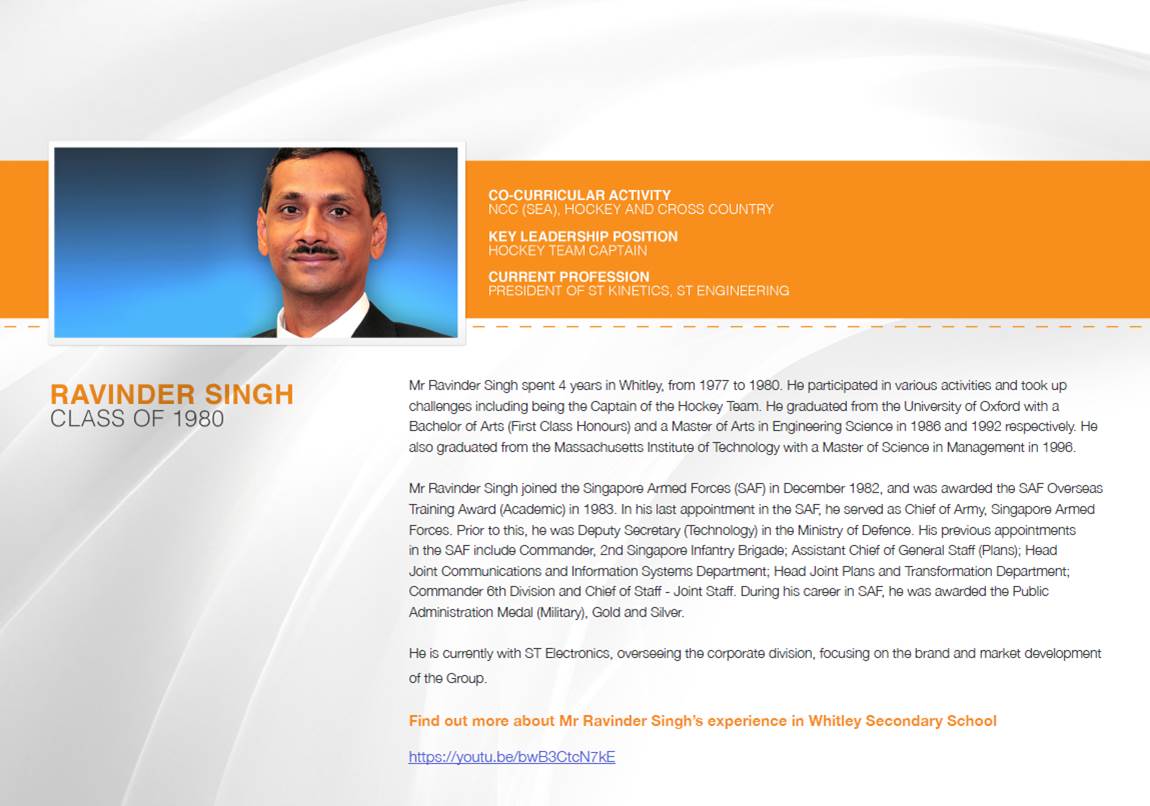 CO-CURRICULAR ACTIVITY
NCC (SEA), HOCKEY AND CROSS COUNTRY
KEY LEADERSHIP POSITION
HOCKEY TEAM CAPTAIN
CURRENT PROFESSION
PRESIDENT OF ST KINETICS, ST ENGINEERING
RAVINDER SINGH
CLASS OF 1980
Mr Ravinder Singh spent 4 years in Whitley, from 1977 to 1980. He participated in various activities and took up
challenges including being the Captain of the Hockey Team. He graduated from the University of Oxford with a
Bachelor of Arts (First Class Honours) and a Master of Arts in Engineering Science in 1986 and 1992 respectively. He
also graduated from the Massachusetts Institute of Technology with a Master of Science in Management in 1996.
Mr Ravinder Singh joined the Singapore Armed Forces (SAF) in December 1982, and was awarded the SAF Overseas
Training Award (Academic) in 1983. In his last appointment in the SAF, he served as Chief of Army, Singapore Armed
Forces. Prior to this, he was Deputy Secretary (Technology) in the Ministry of Defence. His previous appointments
in the SAF include Commander, 2nd Singapore Infantry Brigade; Assistant Chief of General Staff (Plans); Head
Joint Communications and Information Systems Department; Head Joint Plans and Transformation Department;
Commander 6th Division and Chief of Staff - Joint Staff. During his career in SAF, he was awarded the Public
Administration Medal (Military), Gold and Silver.
He is currently with ST Electronics, overseeing the corporate division, focusing on the brand and market development
of the Group.
Find out more about Mr Ravinder Singh's experience in Whitley Secondary School
https://youtu.be/bwB3CtcN7kE